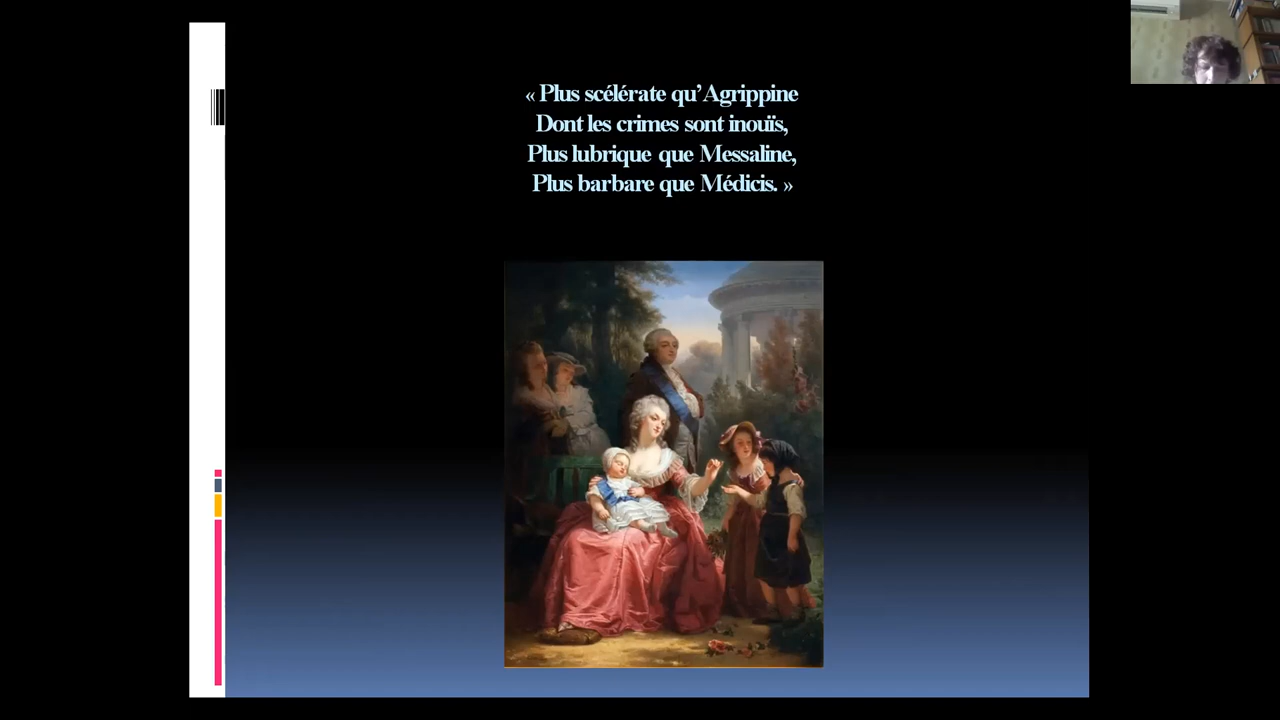 « Plus scélérate qu’Agrippine
Dont les crimes sont inouïs,
Plus lubrique que Messaline,
Plus barbare que Médicis. »